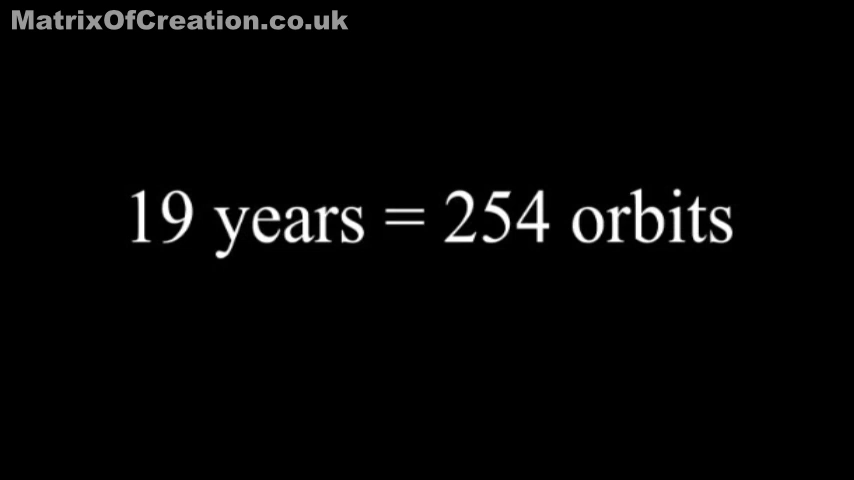 MatrixOfCreation.co.uk
19 years = 254 orbits